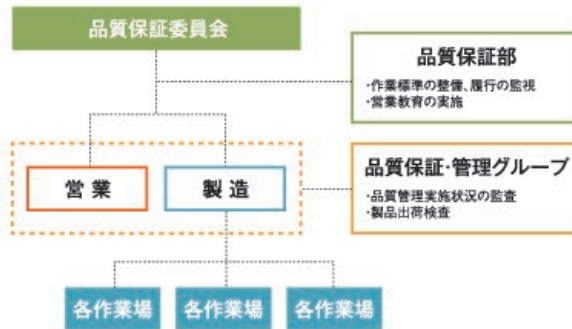 品質保証委員会
品質保証部
・作業標準の整備、履行の監視
・営業教育の実施
営業
製造
品質保証・管理グループ
・品質管理実施状況の監査
・製品出荷検査
各作業場
各作業場
各作業場